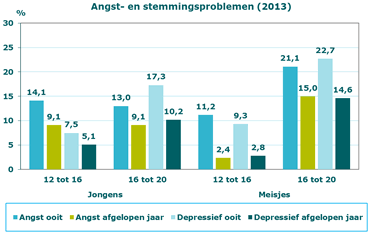 Angst- en stemmingsproblemen (2013)
%
30
25
20
15
10
5
0
14,1 9,1 7,5 5,1 13,0 9,1 17,3 10,2 11,2 2,4 9,3 2,8 21,1 15,0 22,7 14,6
12 tot 16 16 tot 20 12 tot 16 16 tot 20
Jongens Meisjes
Angst ooit Angst afgelopen jaar Depressief ooit Depressief afgelopen jaar